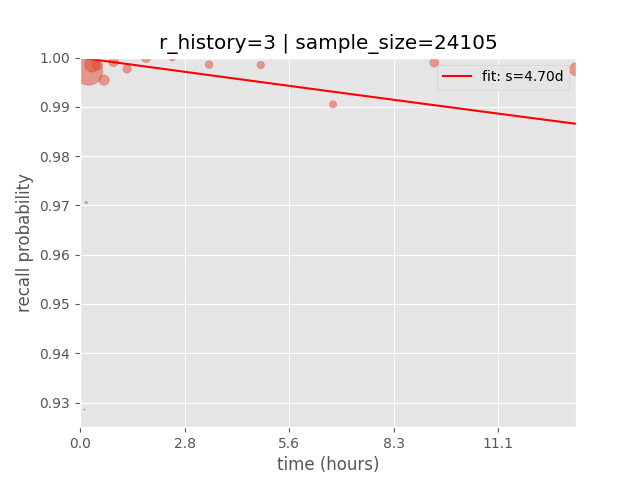 r_history=3 | sample_size=24105
fit: s=4.70d
1.00
0.99
0.98
0.97
0.96
0.95
0.94
0.93
recall probability
0.0 2.8 5.6 8.3 11.1
time (hours)